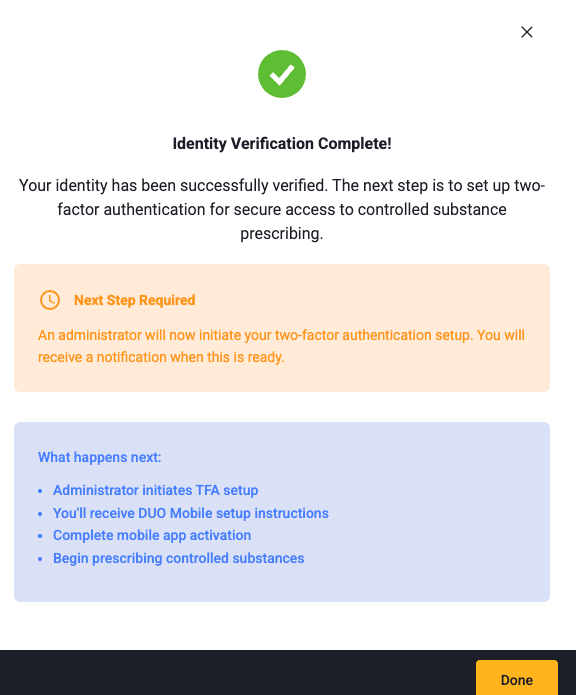 Identity Verification Complete!
Your identity has been successfully verified. The next step is to set up two-
factor authentication for secure access to controlled substance
prescribing.
Next Step Required
An administrator will now initiate your two-factor authentication setup. You will
receive a notification when this is ready.
What happens next:
• Administrator initiates TFA setup
• You'll receive DUO Mobile setup instructions
• Complete mobile app activation
• Begin prescribing controlled substances
Done